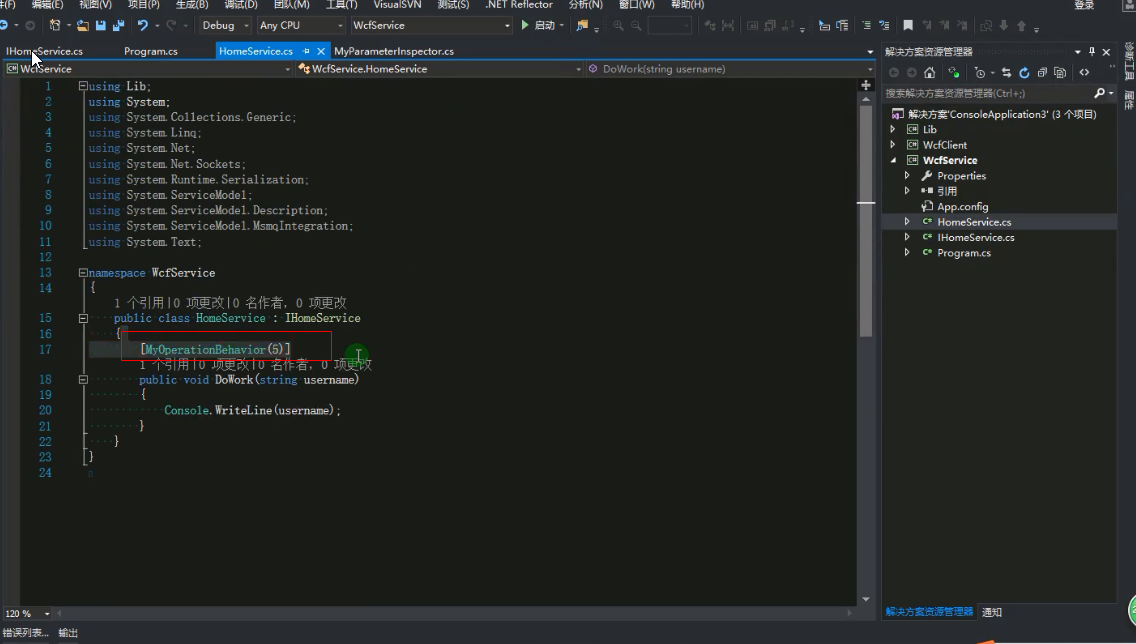 编辑(E) 视图(V) 项目(P) 生成(B) 调试(D) 团队(M) 工具(T) VisualSVN 测试(S) .NET Reflector 分析(N) 窗口(W) 帮助(H) 登录
Debug Any CPU WcfService 启动
IHomeService.cs Program.cs HomeService.cs MyParameterInspector.cs
WcfService WcfService.HomeService DoWork(string username)
1 using Lib;
2 using System;
3 using System.Collections.Generic;
4 using System.Linq;
5 using System.Net;
6 using System.Net.Sockets;
7 using System.Runtime.Serialization;
8 using System.ServiceModel;
9 using System.ServiceModel.Description;
10 using System.ServiceModel.MsmqIntegration;
11 using System.Text;
12
13 namespace WcfService
14 {
1 个引用|0 项更改|0 名作者，0 项更改
15 public class HomeService : IHomeService
16 {
17 [MyOperationBehavior(5)]
1 个引用|0 项更改|0 名作者，0 项更改
18 public void DoWork(string username)
19 {
20 Console.WriteLine(username);
21 }
22 }
23 }
24
120 %
错误列表... 输出
解决方案资源管理器
搜索解决方案资源管理器(Ctrl+;)
解决方案'ConsoleApplication3' (3 个项目)
Lib
WcfClient
WcfService
Properties
引用
App.config
HomeService.cs
IHomeService.cs
Program.cs
解决方案资源管理器 通知
诊断工具
属性